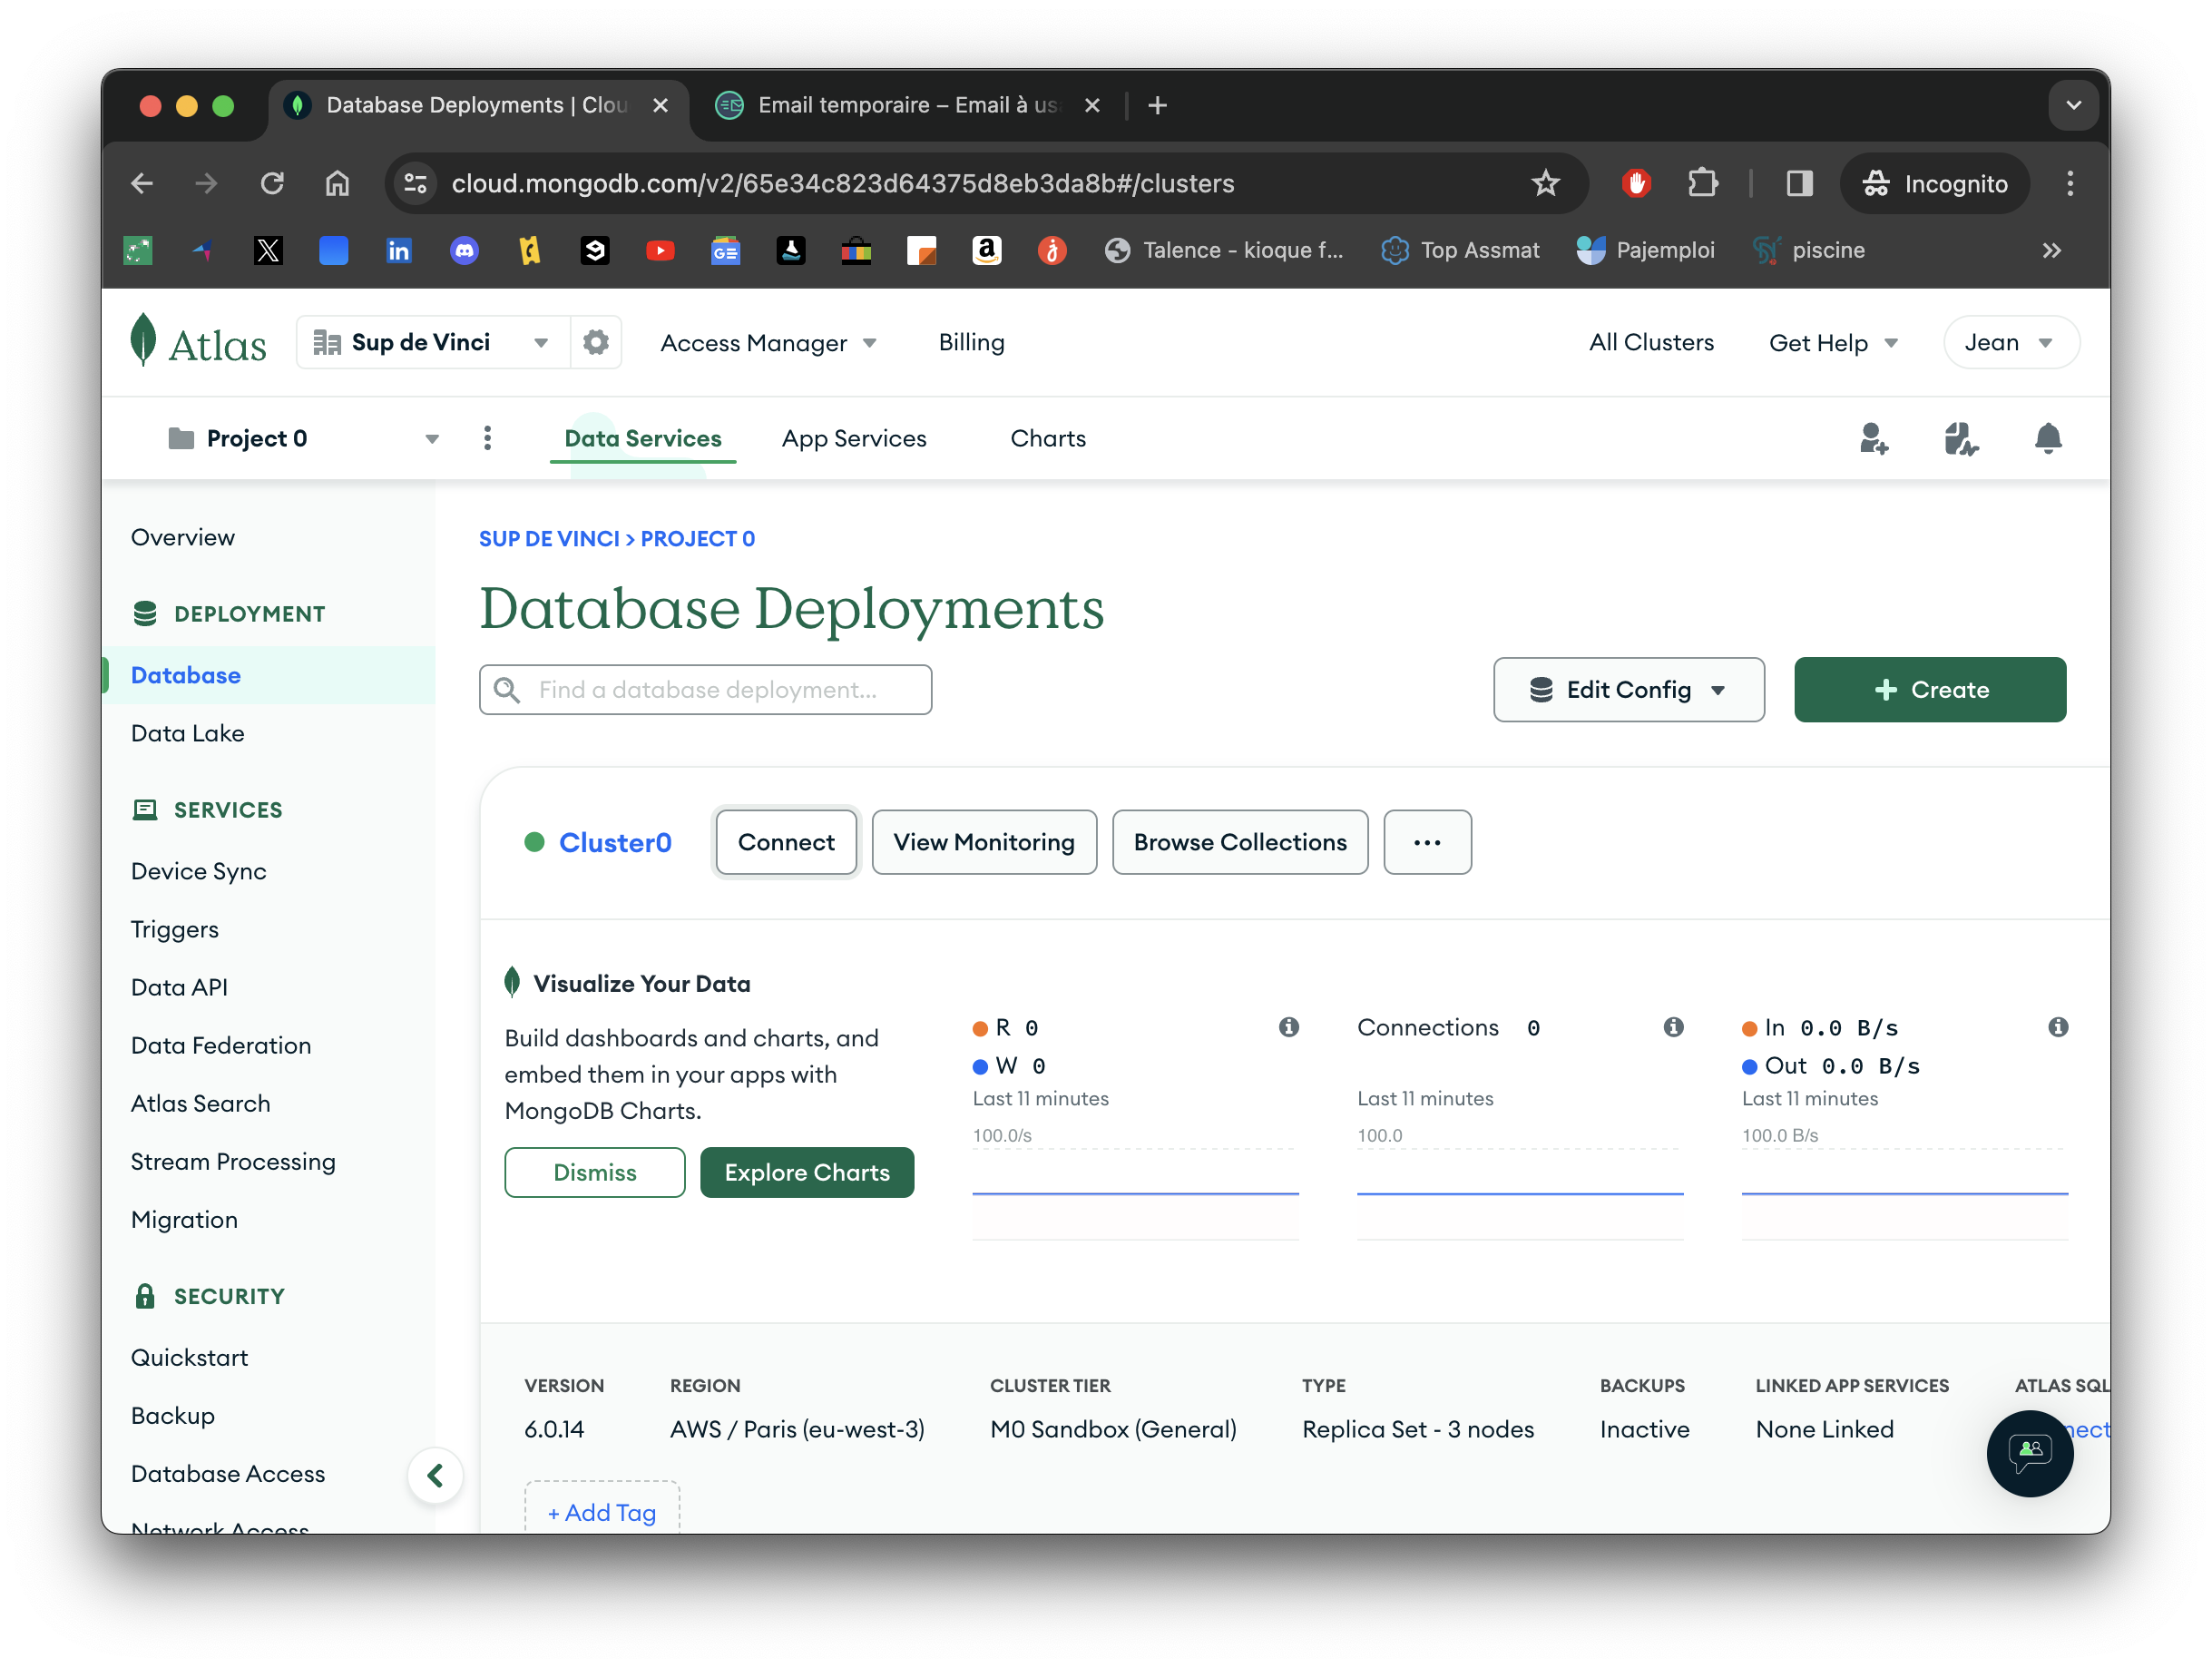 Database Deployments | Clou
Email temporaire – Email à us
cloud.mongodb.com/v2/65e34c823d64375d8eb3da8b#/clusters
Incognito
Talence - kioque f...
Top Assmat
Pajemploi
piscine
Atlas
Sup de Vinci
Access Manager
Billing
All Clusters
Get Help
Jean
Project 0
Data Services
App Services
Charts
Overview
DEPLOYMENT
Database
Data Lake
SERVICES
Device Sync
Triggers
Data API
Data Federation
Atlas Search
Stream Processing
Migration
SECURITY
Quickstart
Backup
Database Access
Network Access
SUP DE VINCI > PROJECT 0
Database Deployments
Find a database deployment...
Edit Config
+ Create
Cluster0
Connect
View Monitoring
Browse Collections
...
Visualize Your Data
Build dashboards and charts, and
embed them in your apps with
MongoDB Charts.
Dismiss
Explore Charts
R 0
W 0
Last 11 minutes
100.0/s
Connections 0
Last 11 minutes
100.0
In 0.0 B/s
Out 0.0 B/s
Last 11 minutes
100.0 B/s
VERSION
6.0.14
REGION
AWS / Paris (eu-west-3)
CLUSTER TIER
M0 Sandbox (General)
TYPE
Replica Set - 3 nodes
BACKUPS
Inactive
LINKED APP SERVICES
None Linked
ATLAS SQL
nect
+ Add Tag